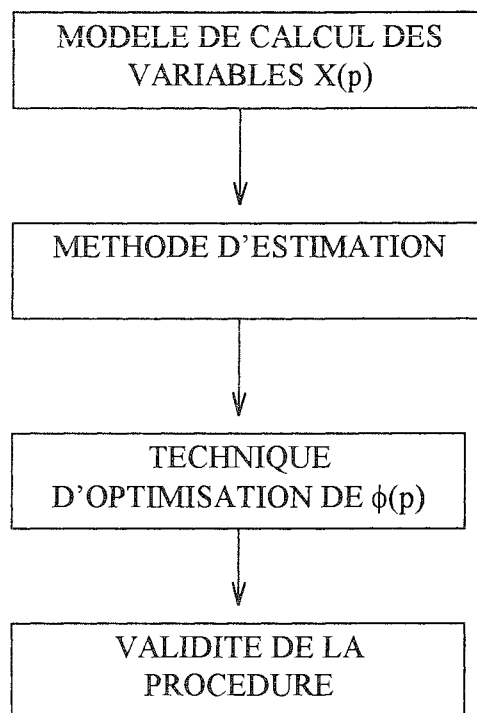 MODELE DE CALCUL DES
VARIABLES X(p)
METHODE D'ESTIMATION
TECHNIQUE
D'OPTIMISATION DE ϕ(p)
VALIDITE DE LA
PROCEDURE